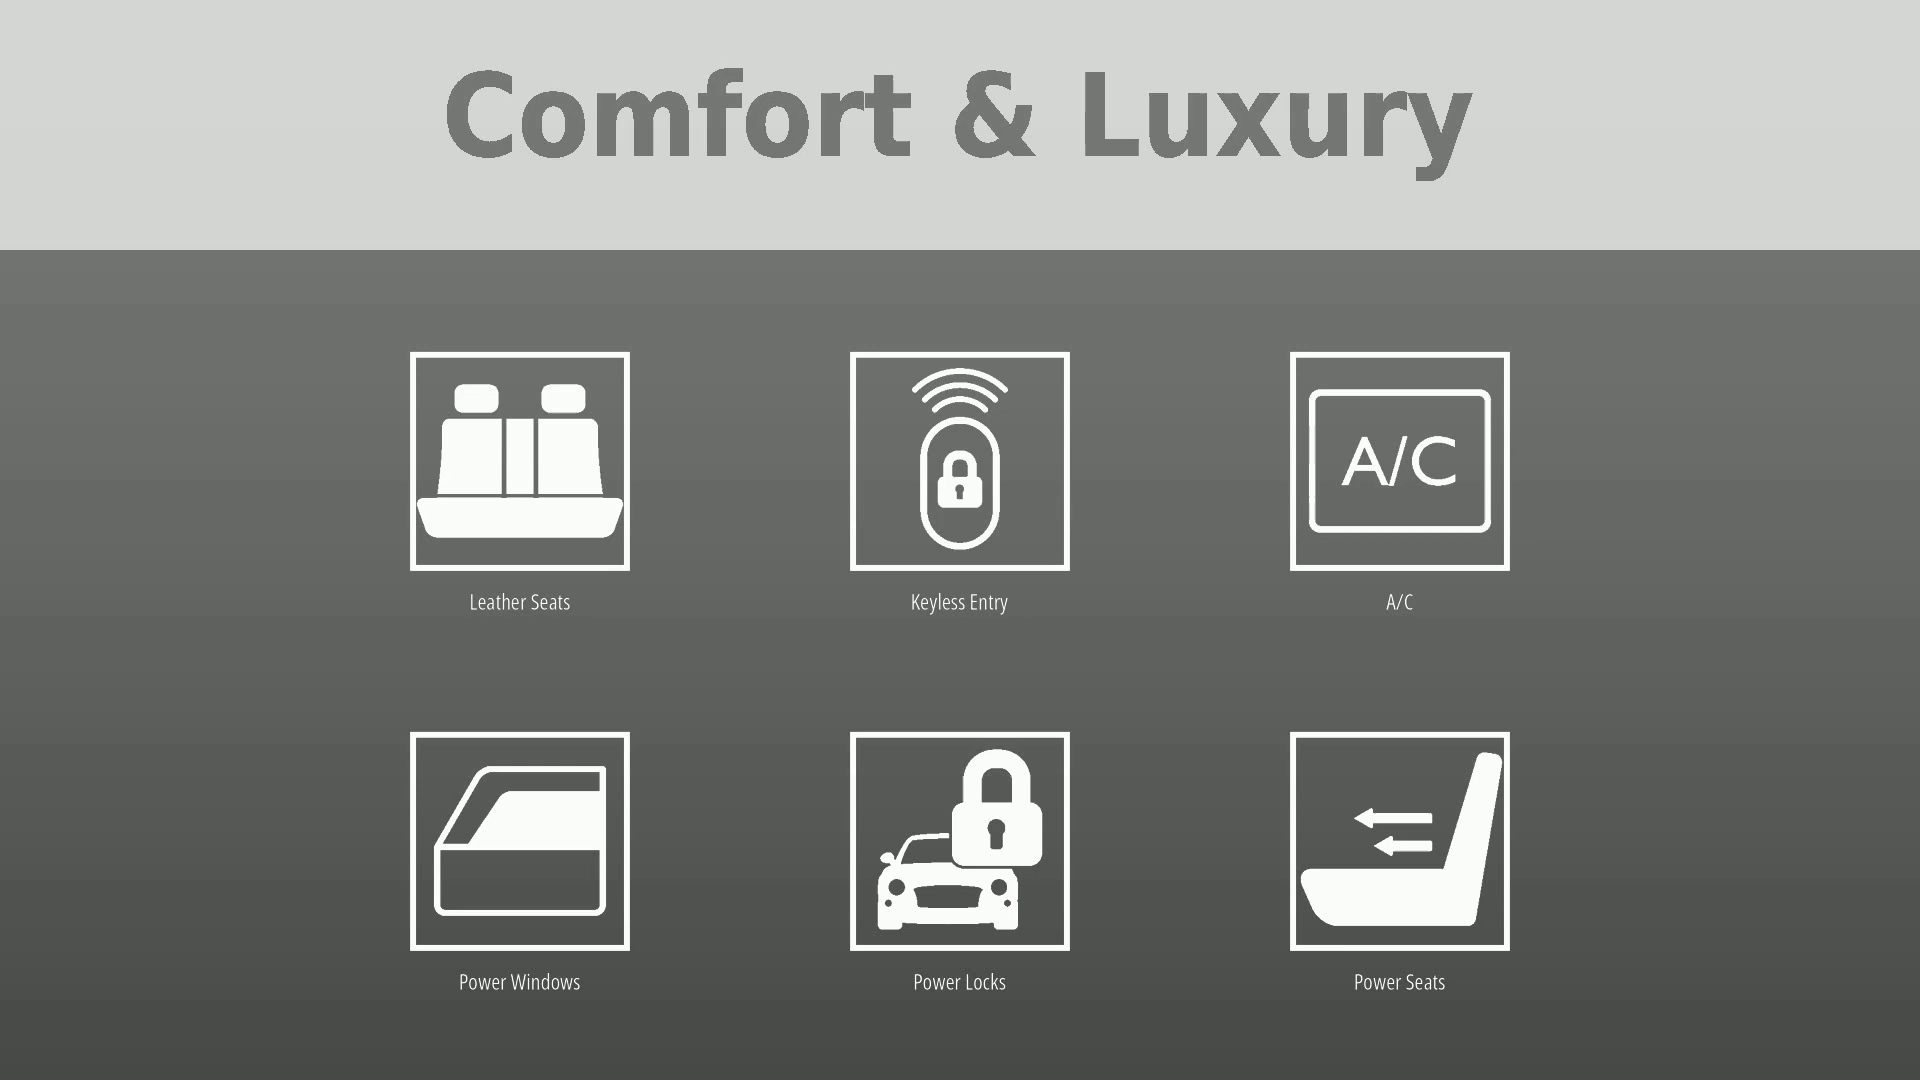 Comfort & Luxury
A/C
Leather Seats
Keyless Entry
A/C
Power Windows
Power Locks
Power Seats